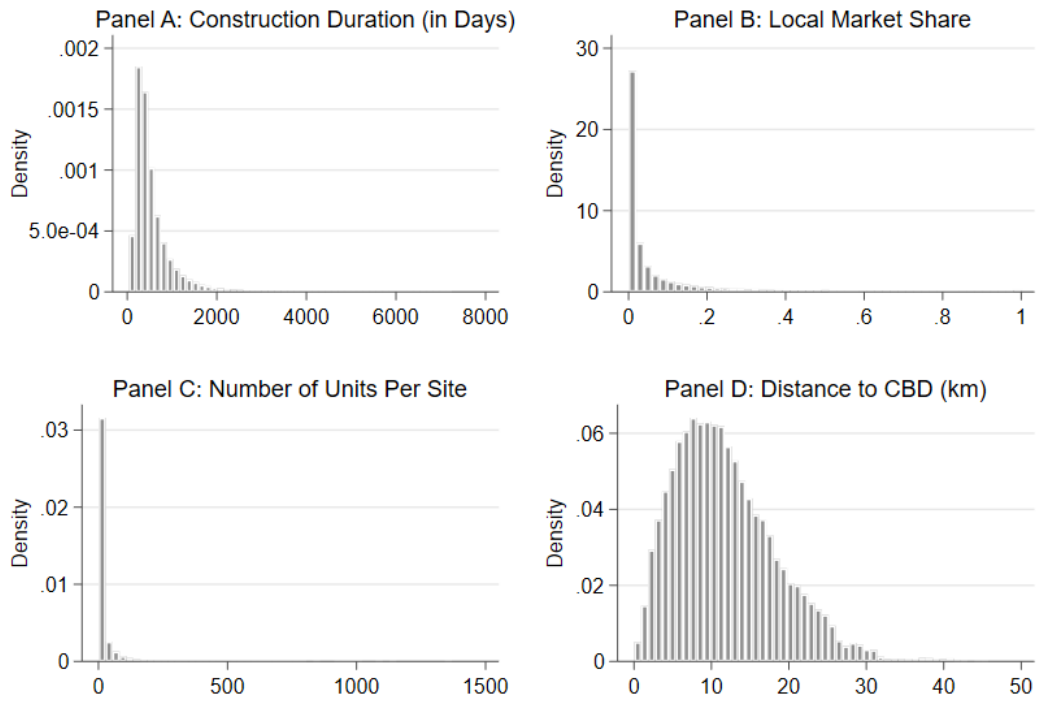 Panel A: Construction Duration (in Days)
Density
.002
.0015
.001
5.0e-04
0
0 2000 4000 6000 8000
Panel B: Local Market Share
Density
30
20
10
0
0 .2 .4 .6 .8 1
Panel C: Number of Units Per Site
Density
.03
.02
.01
0
0 500 1000 1500
Panel D: Distance to CBD (km)
Density
.06
.04
.02
0
0 10 20 30 40 50